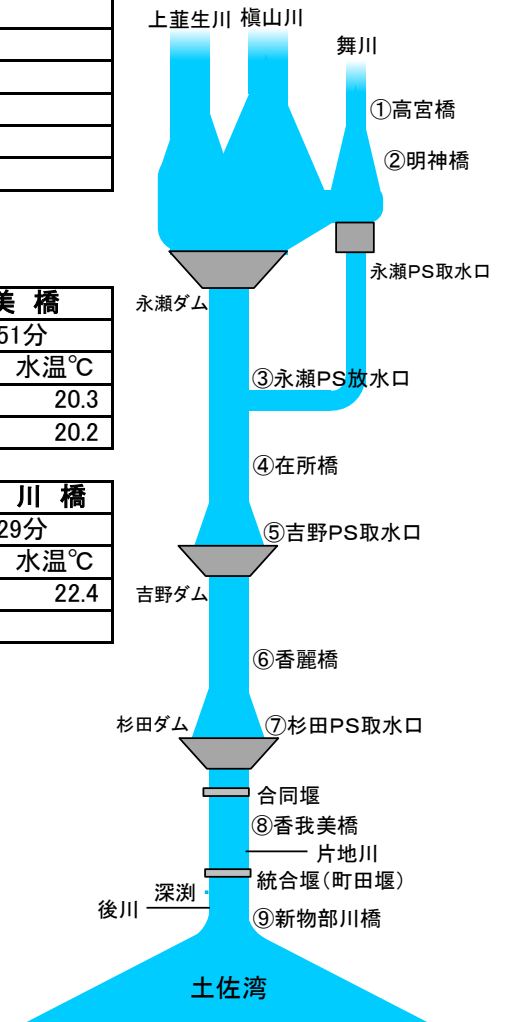 上韮生川 槇山川
舞川
①高宮橋
②明神橋
永瀬PS取水口
永瀬ダム
美 橋
51分
水温℃
20.3
20.2
③永瀬PS放水口
④在所橋
川 橋
29分
水温℃
22.4
⑤吉野PS取水口
吉野ダム
⑥香麗橋
杉田ダム
⑦杉田PS取水口
合同堰
⑧香我美橋
片地川
統合堰(町田堰)
深渕
後川
⑨新物部川橋
土佐湾